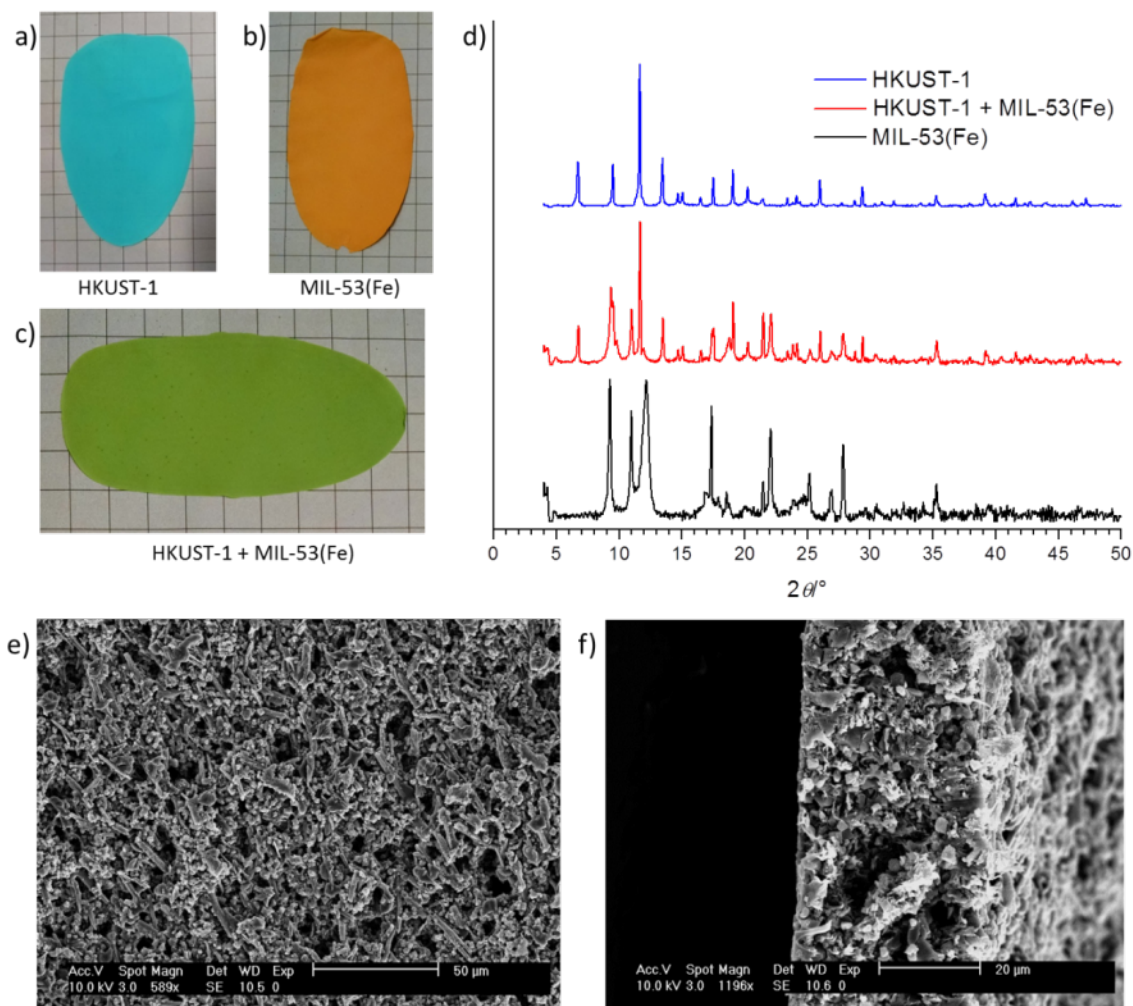 a)
b)
d)
HKUST-1
MIL-53(Fe)
c)
HKUST-1 + MIL-53(Fe)
HKUST-1
HKUST-1 + MIL-53(Fe)
MIL-53(Fe)
0 5 10 15 20 25 30 35 40 45 50
2θ/°
e)
Acc.V Spot Magn Det WD Exp 50 µm
10.0 kV 3.0 589x SE 10.5 0
f)
Acc.V Spot Magn Det WD Exp 20 µm
10.0 kV 3.0 1196x SE 10.6 0